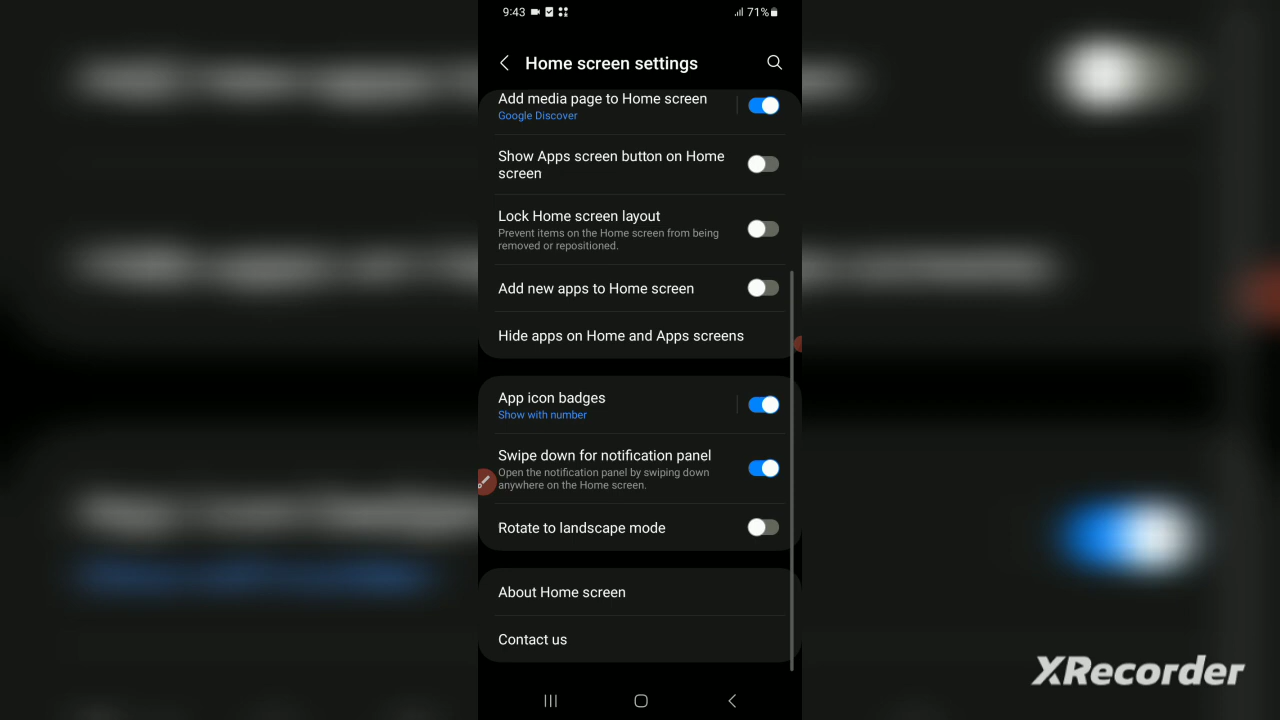 9:43
71%
Home screen settings
Add media page to Home screen
Google Discover
Show Apps screen button on Home
screen
Lock Home screen layout
Prevent items on the Home screen from being
removed or repositioned.
Add new apps to Home screen
Hide apps on Home and Apps screens
App icon badges
Show with number
Swipe down for notification panel
Open the notification panel by swiping down
anywhere on the Home screen.
Rotate to landscape mode
About Home screen
Contact us
XRecorder